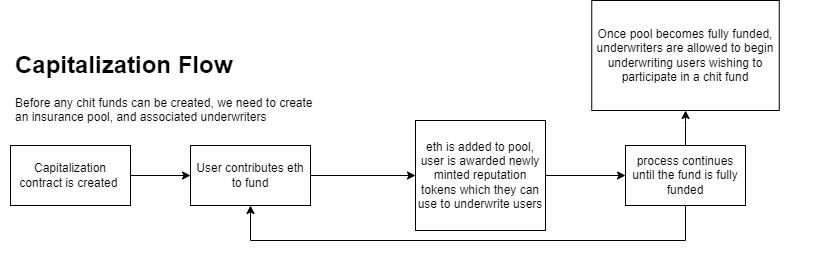 Capitalization Flow
Before any chit funds can be created, we need to create
an insurance pool, and associated underwriters
Capitalization
contract is created
User contributes eth
to fund
eth is added to pool,
user is awarded newly
minted reputation
tokens which they can
use to underwrite users
process continues
until the fund is fully
funded
Once pool becomes fully funded,
underwriters are allowed to begin
underwriting users wishing to
participate in a chit fund